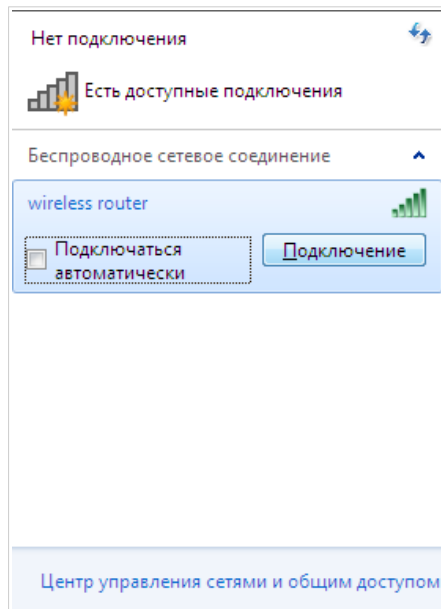 Нет подключения
Есть доступные подключения
Беспроводное сетевое соединение
wireless router
Подключаться
автоматически
Подключение
Центр управления сетями и общим доступом